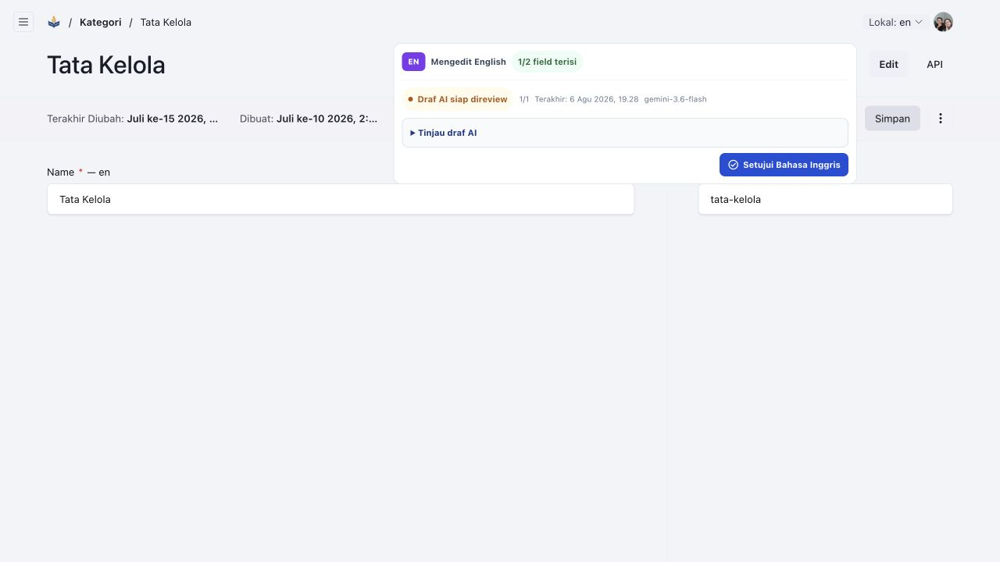 / Kategori / Tata Kelola
Lokal: en
Tata Kelola
EN Mengedit English 1/2 field terisi
Edit API
Draf AI siap direview 1/1 Terakhir: 6 Agu 2026, 19.28 gemini-3.6-flash
Terakhir Diubah: Juli ke-15 2026, ... Dibuat: Juli ke-10 2026, 2:...
Simpan
Tinjau draf AI
Setujui Bahasa Inggris
Name * — en
Tata Kelola
tata-kelola